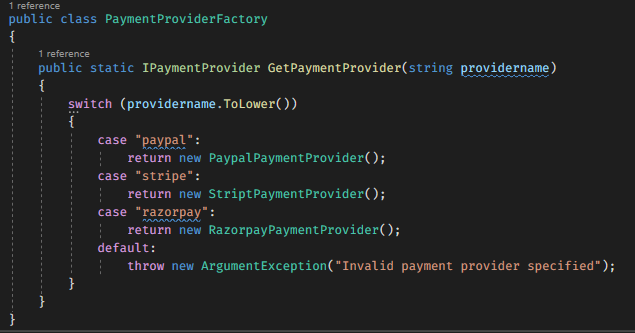 1 reference
public class PaymentProviderFactory
{
1 reference
public static IPaymentProvider GetPaymentProvider(string providername)
{
switch (providername.ToLower())
{
case "paypal":
return new PaypalPaymentProvider();
case "stripe":
return new StriptPaymentProvider();
case "razorpay":
return new RazorpayPaymentProvider();
default:
throw new ArgumentException("Invalid payment provider specified");
}
}
}